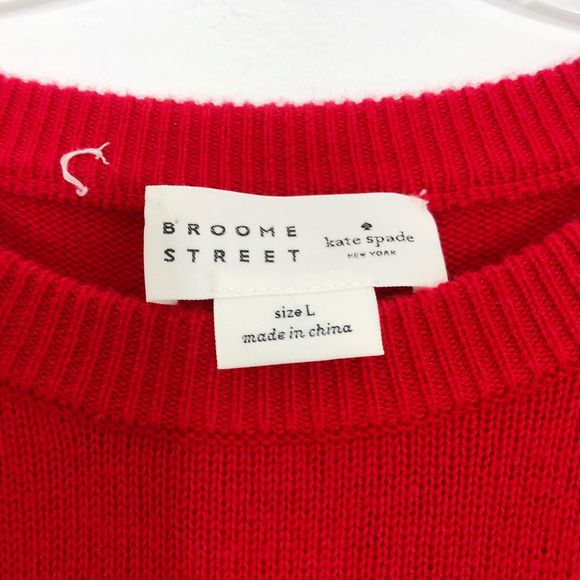 BROOME
STREET
kate spade
NEW YORK
size L
made in china